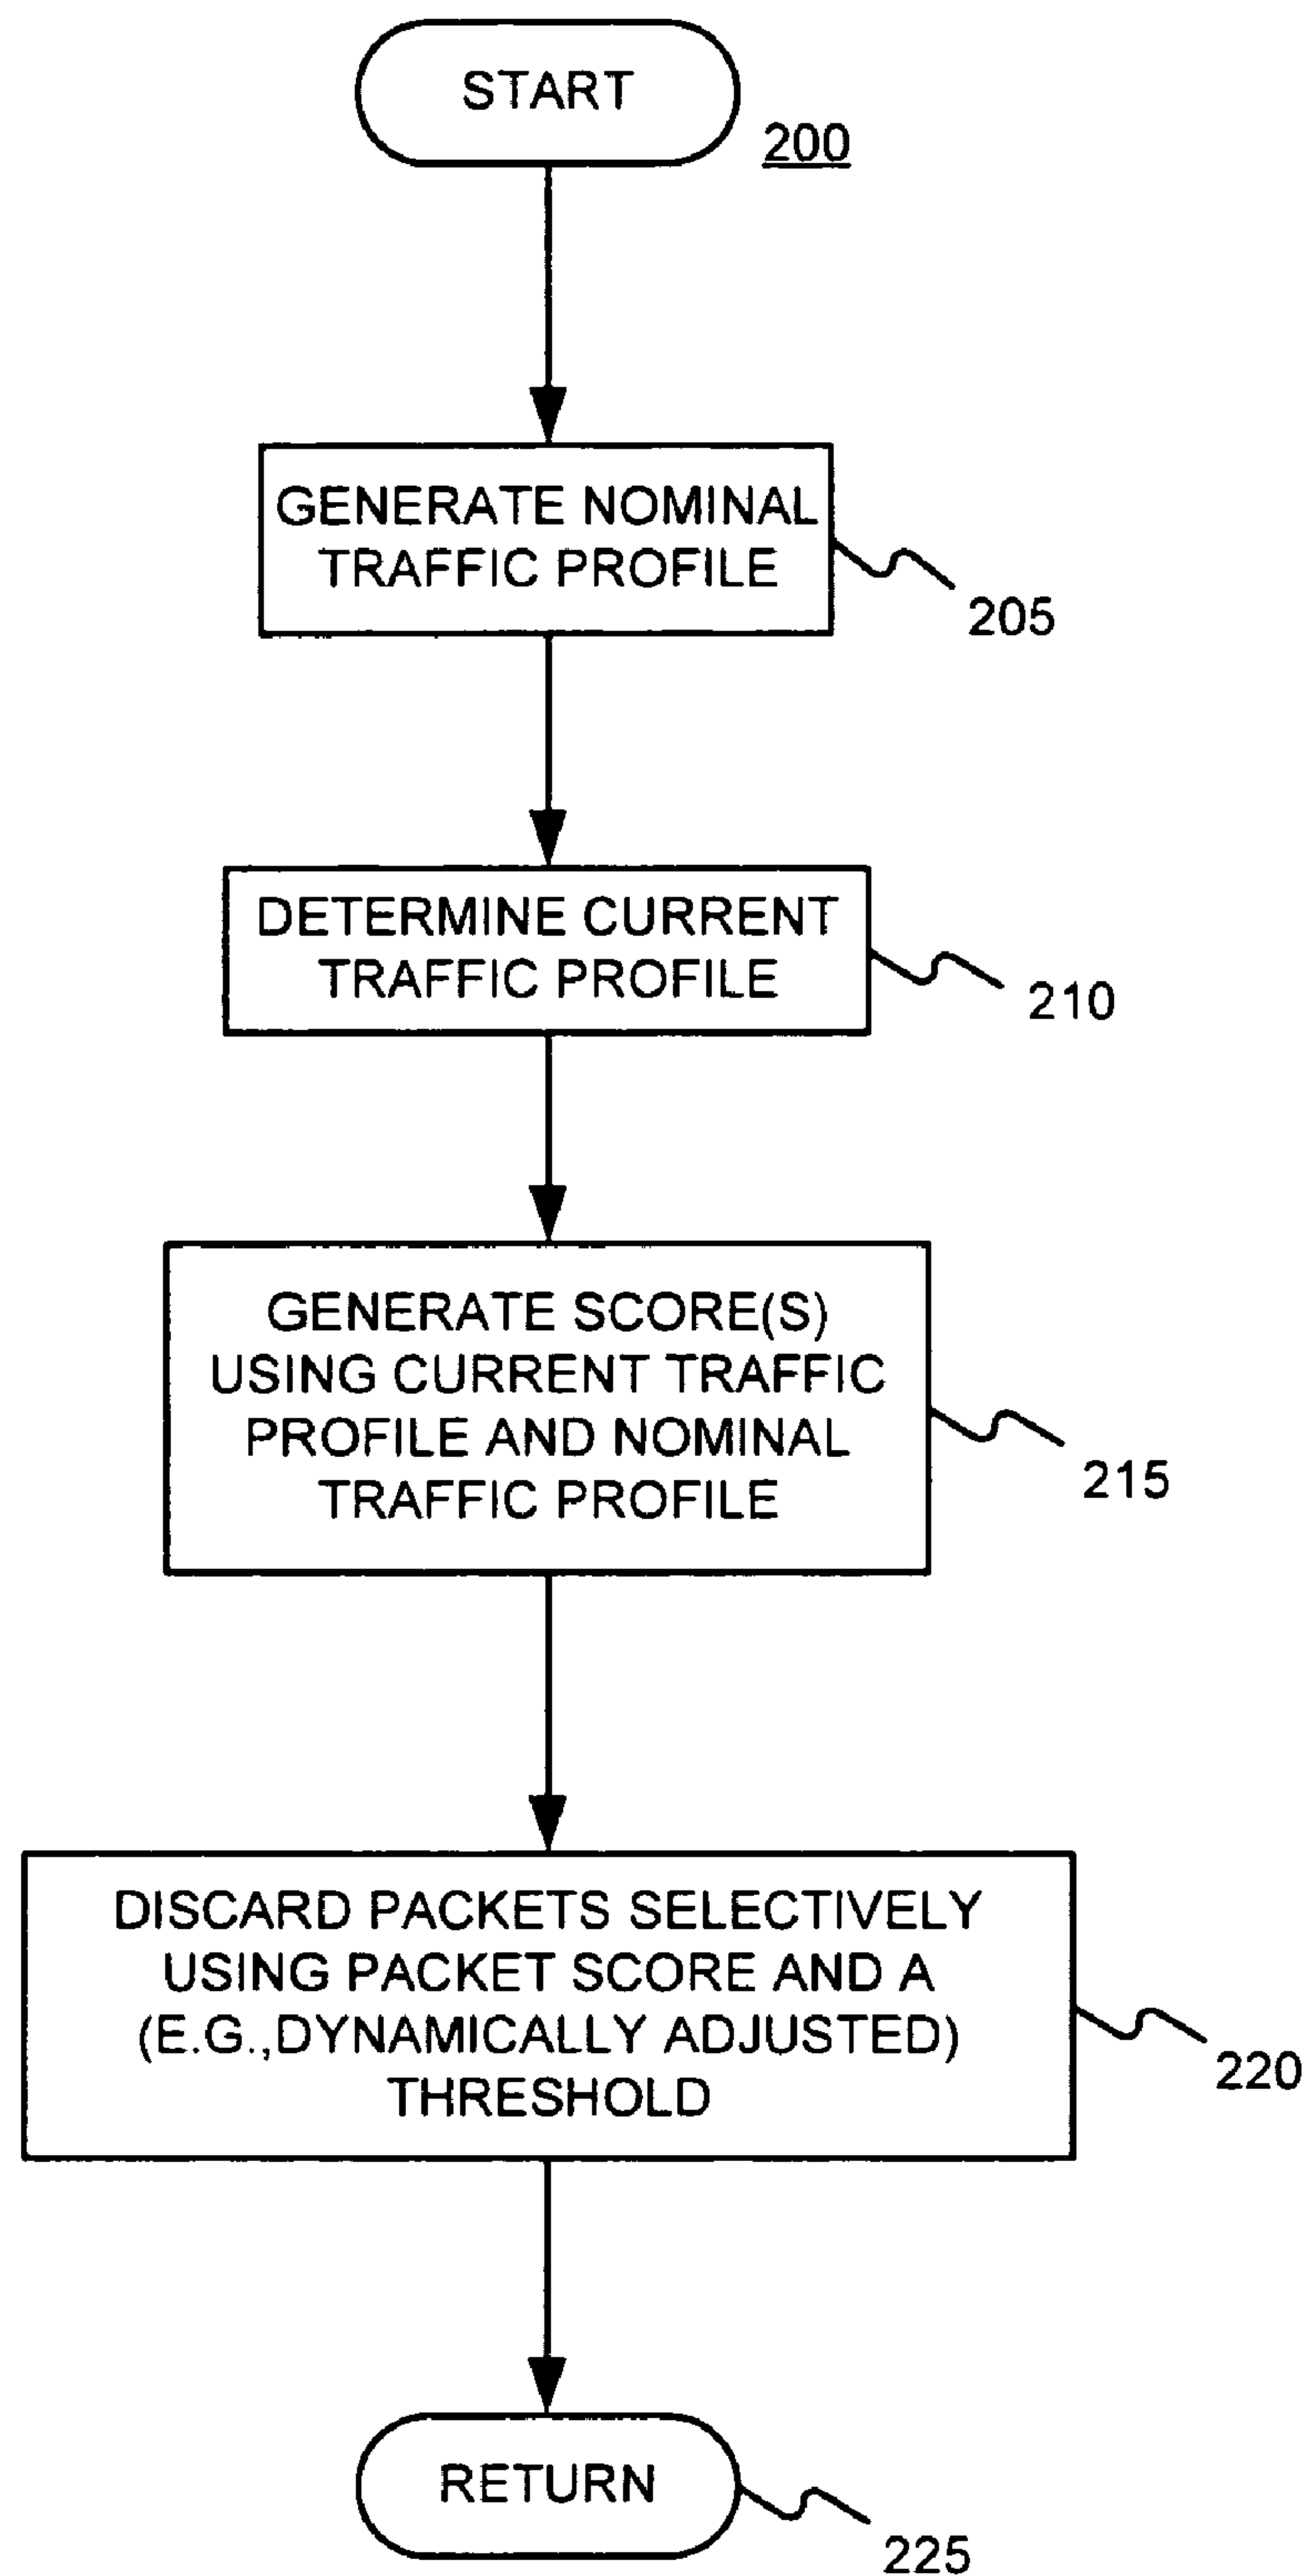 START
200
GENERATE NOMINAL
TRAFFIC PROFILE
205
DETERMINE CURRENT
TRAFFIC PROFILE
210
GENERATE SCORE(S)
USING CURRENT TRAFFIC
PROFILE AND NOMINAL
TRAFFIC PROFILE
215
DISCARD PACKETS SELECTIVELY
USING PACKET SCORE AND A
(E.G.,DYNAMICALLY ADJUSTED)
THRESHOLD
220
RETURN
225